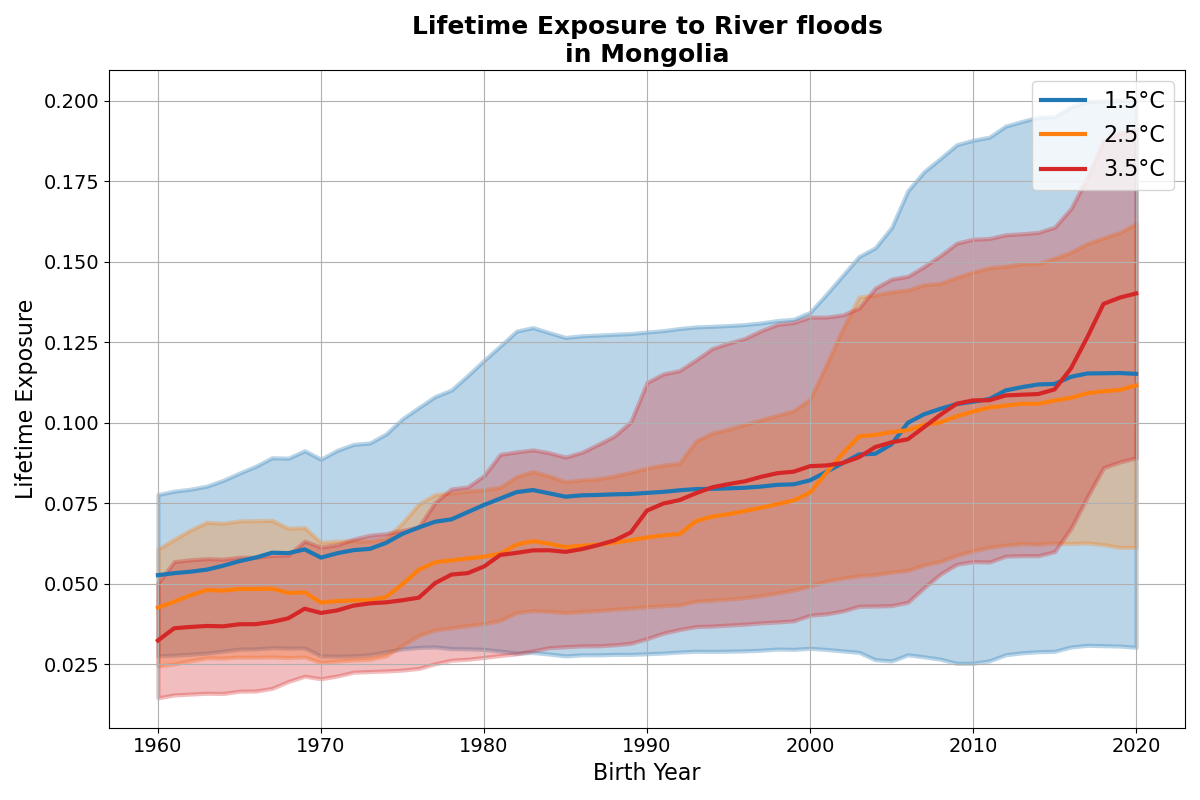 Lifetime Exposure to River floods
in Mongolia
1.5°C
2.5°C
3.5°C
Lifetime Exposure
0.200
0.175
0.150
0.125
0.100
0.075
0.050
0.025
1960 1970 1980 1990 2000 2010 2020
Birth Year